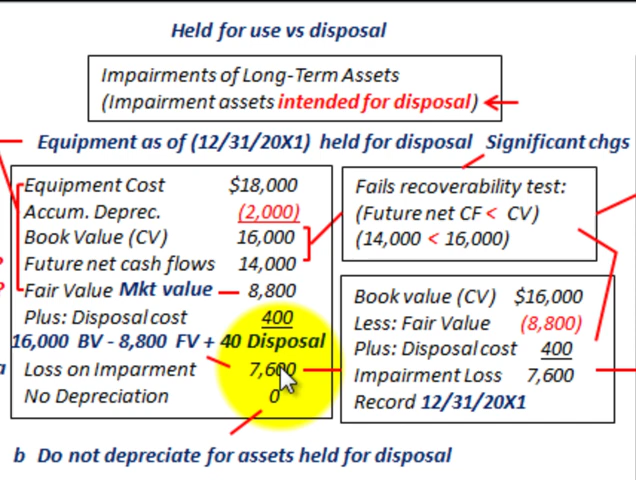 Held for use vs disposal
Impairments of Long-Term Assets
(Impairment assets intended for disposal)
Equipment as of (12/31/20X1) held for disposal Significant chgs
Equipment Cost $18,000
Accum. Deprec. (2,000)
Book Value (CV) 16,000
Future net cash flows 14,000
Fair Value Mkt value 8,800
Plus: Disposal cost 400
16,000 BV - 8,800 FV + 40 Disposal
Loss on Imparment 7,600
No Depreciation 0
Fails recoverability test:
(Future net CF < CV)
(14,000 < 16,000)
Book value (CV) $16,000
Less: Fair Value (8,800)
Plus: Disposal cost 400
Impairment Loss 7,600
Record 12/31/20X1
b Do not depreciate for assets held for disposal